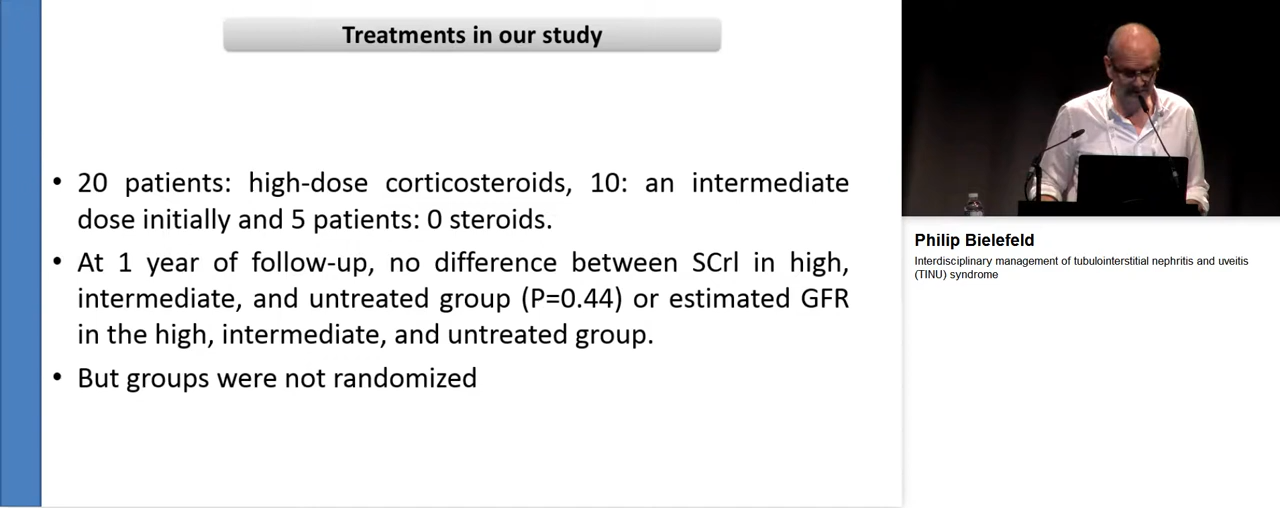 Treatments in our study
• 20 patients: high-dose corticosteroids, 10: an intermediate
dose initially and 5 patients: 0 steroids.
• At 1 year of follow-up, no difference between SCrl in high,
intermediate, and untreated group (P=0.44) or estimated GFR
in the high, intermediate, and untreated group.
• But groups were not randomized
Philip Bielefeld
Interdisciplinary management of tubulointerstitial nephritis and uveitis
(TINU) syndrome